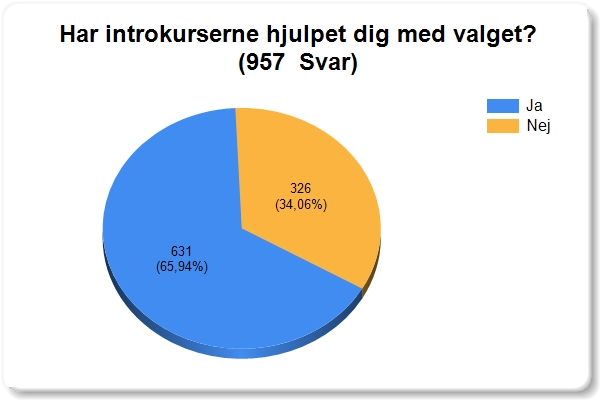 Har introkurserne hjulpet dig med valget?
(957  Svar)
Ja
Nej
326
(34,06%)
631
(65,94%)